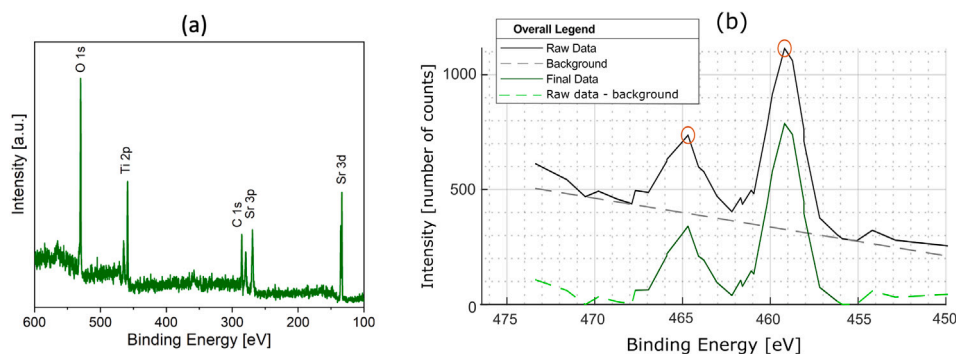 (a)
O 1s
Ti 2p
C 1s
Sr 3p
Sr 3d
Intensity [a.u.]
600 500 400 300 200 100
Binding Energy [eV]
(b)
Overall Legend
Raw Data
Background
Final Data
Raw data - background
Intensity [number of counts]
1000
500
0
475 470 465 460 455 450
Binding Energy [eV]